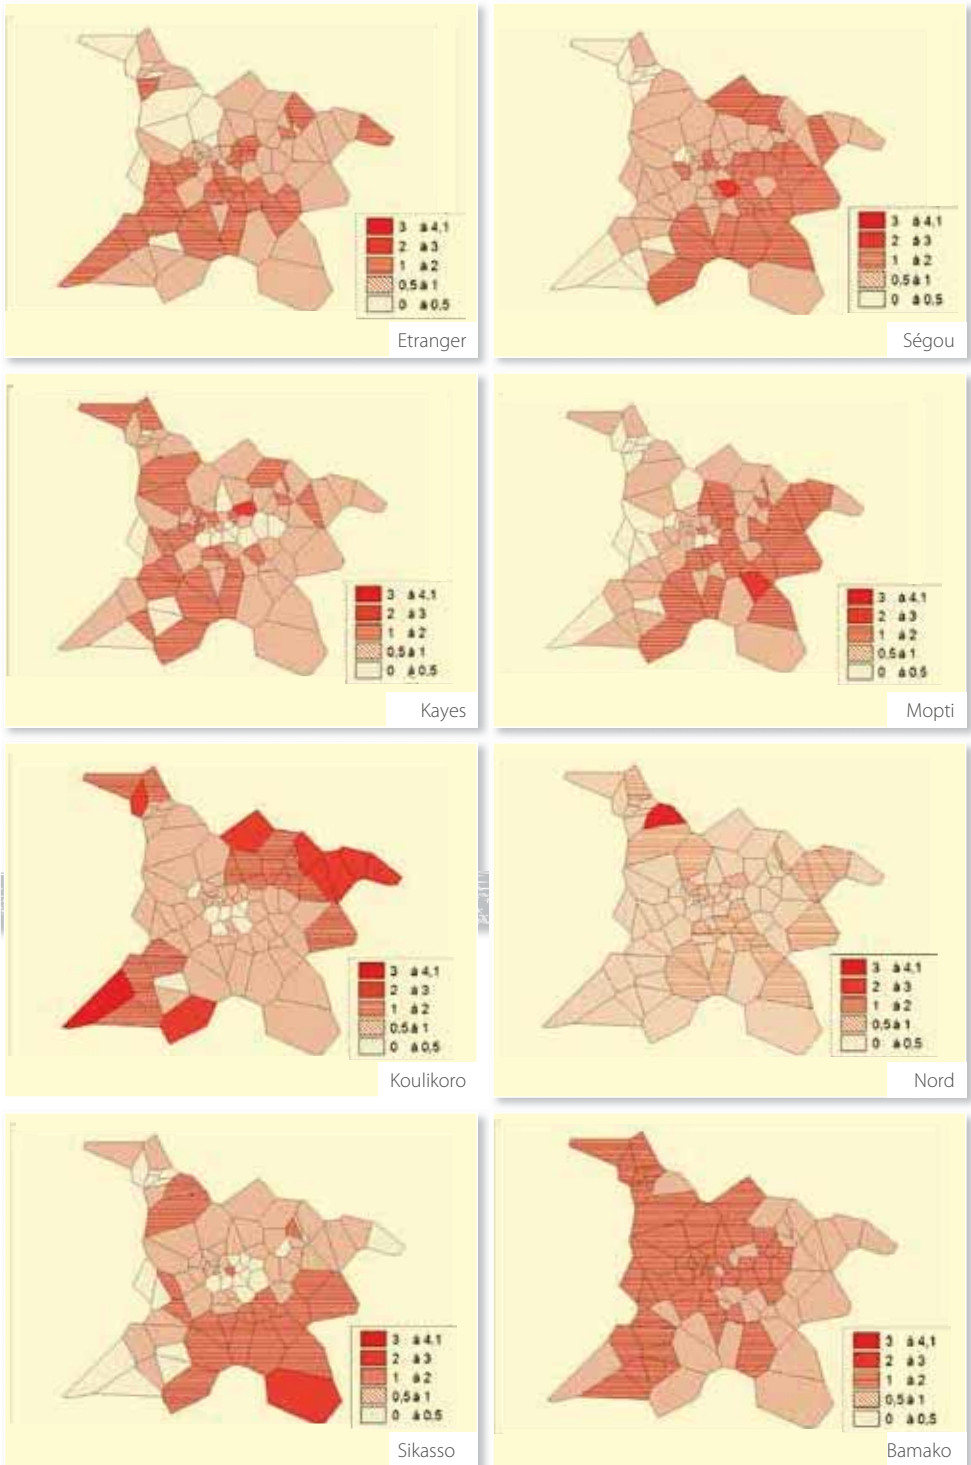 3 à 4,1
2 à 3
1 à 2
0,5 à 1
0 à 0,5
Etranger
3 à 4,1
2 à 3
1 à 2
0,5 à 1
0 à 0,5
Ségou
3 à 4,1
2 à 3
1 à 2
0,5 à 1
0 à 0,5
Kayes
3 à 4,1
2 à 3
1 à 2
0,5 à 1
0 à 0,5
Mopti
3 à 4,1
2 à 3
1 à 2
0,5 à 1
0 à 0,5
Koulikoro
3 à 4,1
2 à 3
1 à 2
0,5 à 1
0 à 0,5
Nord
3 à 4,1
2 à 3
1 à 2
0,5 à 1
0 à 0,5
Sikasso
3 à 4,1
2 à 3
1 à 2
0,5 à 1
0 à 0,5
Bamako